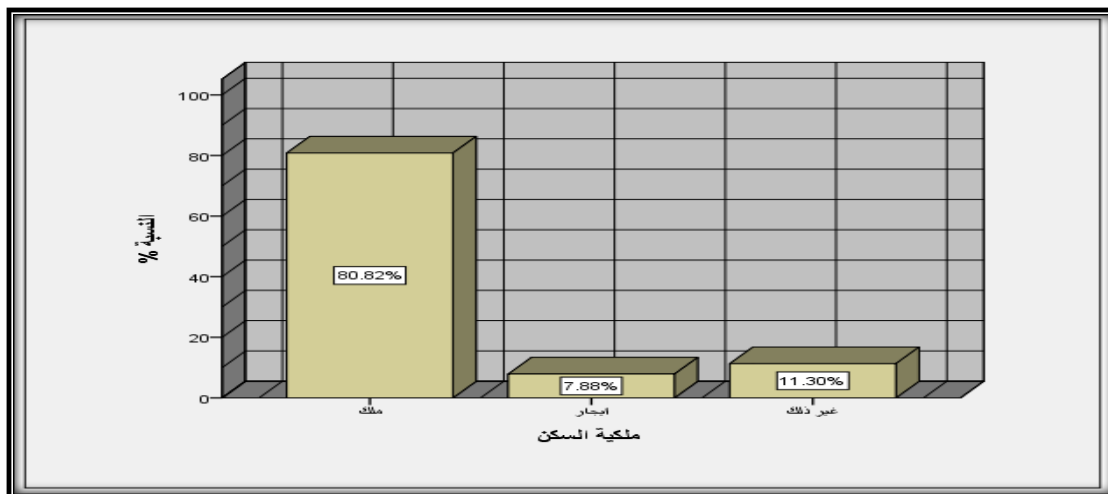 النسبة %
100
80
60
40
20
0
80.82%
7.88%
11.30%
ملك
ايجار
غير ذلك
ملكية السكن